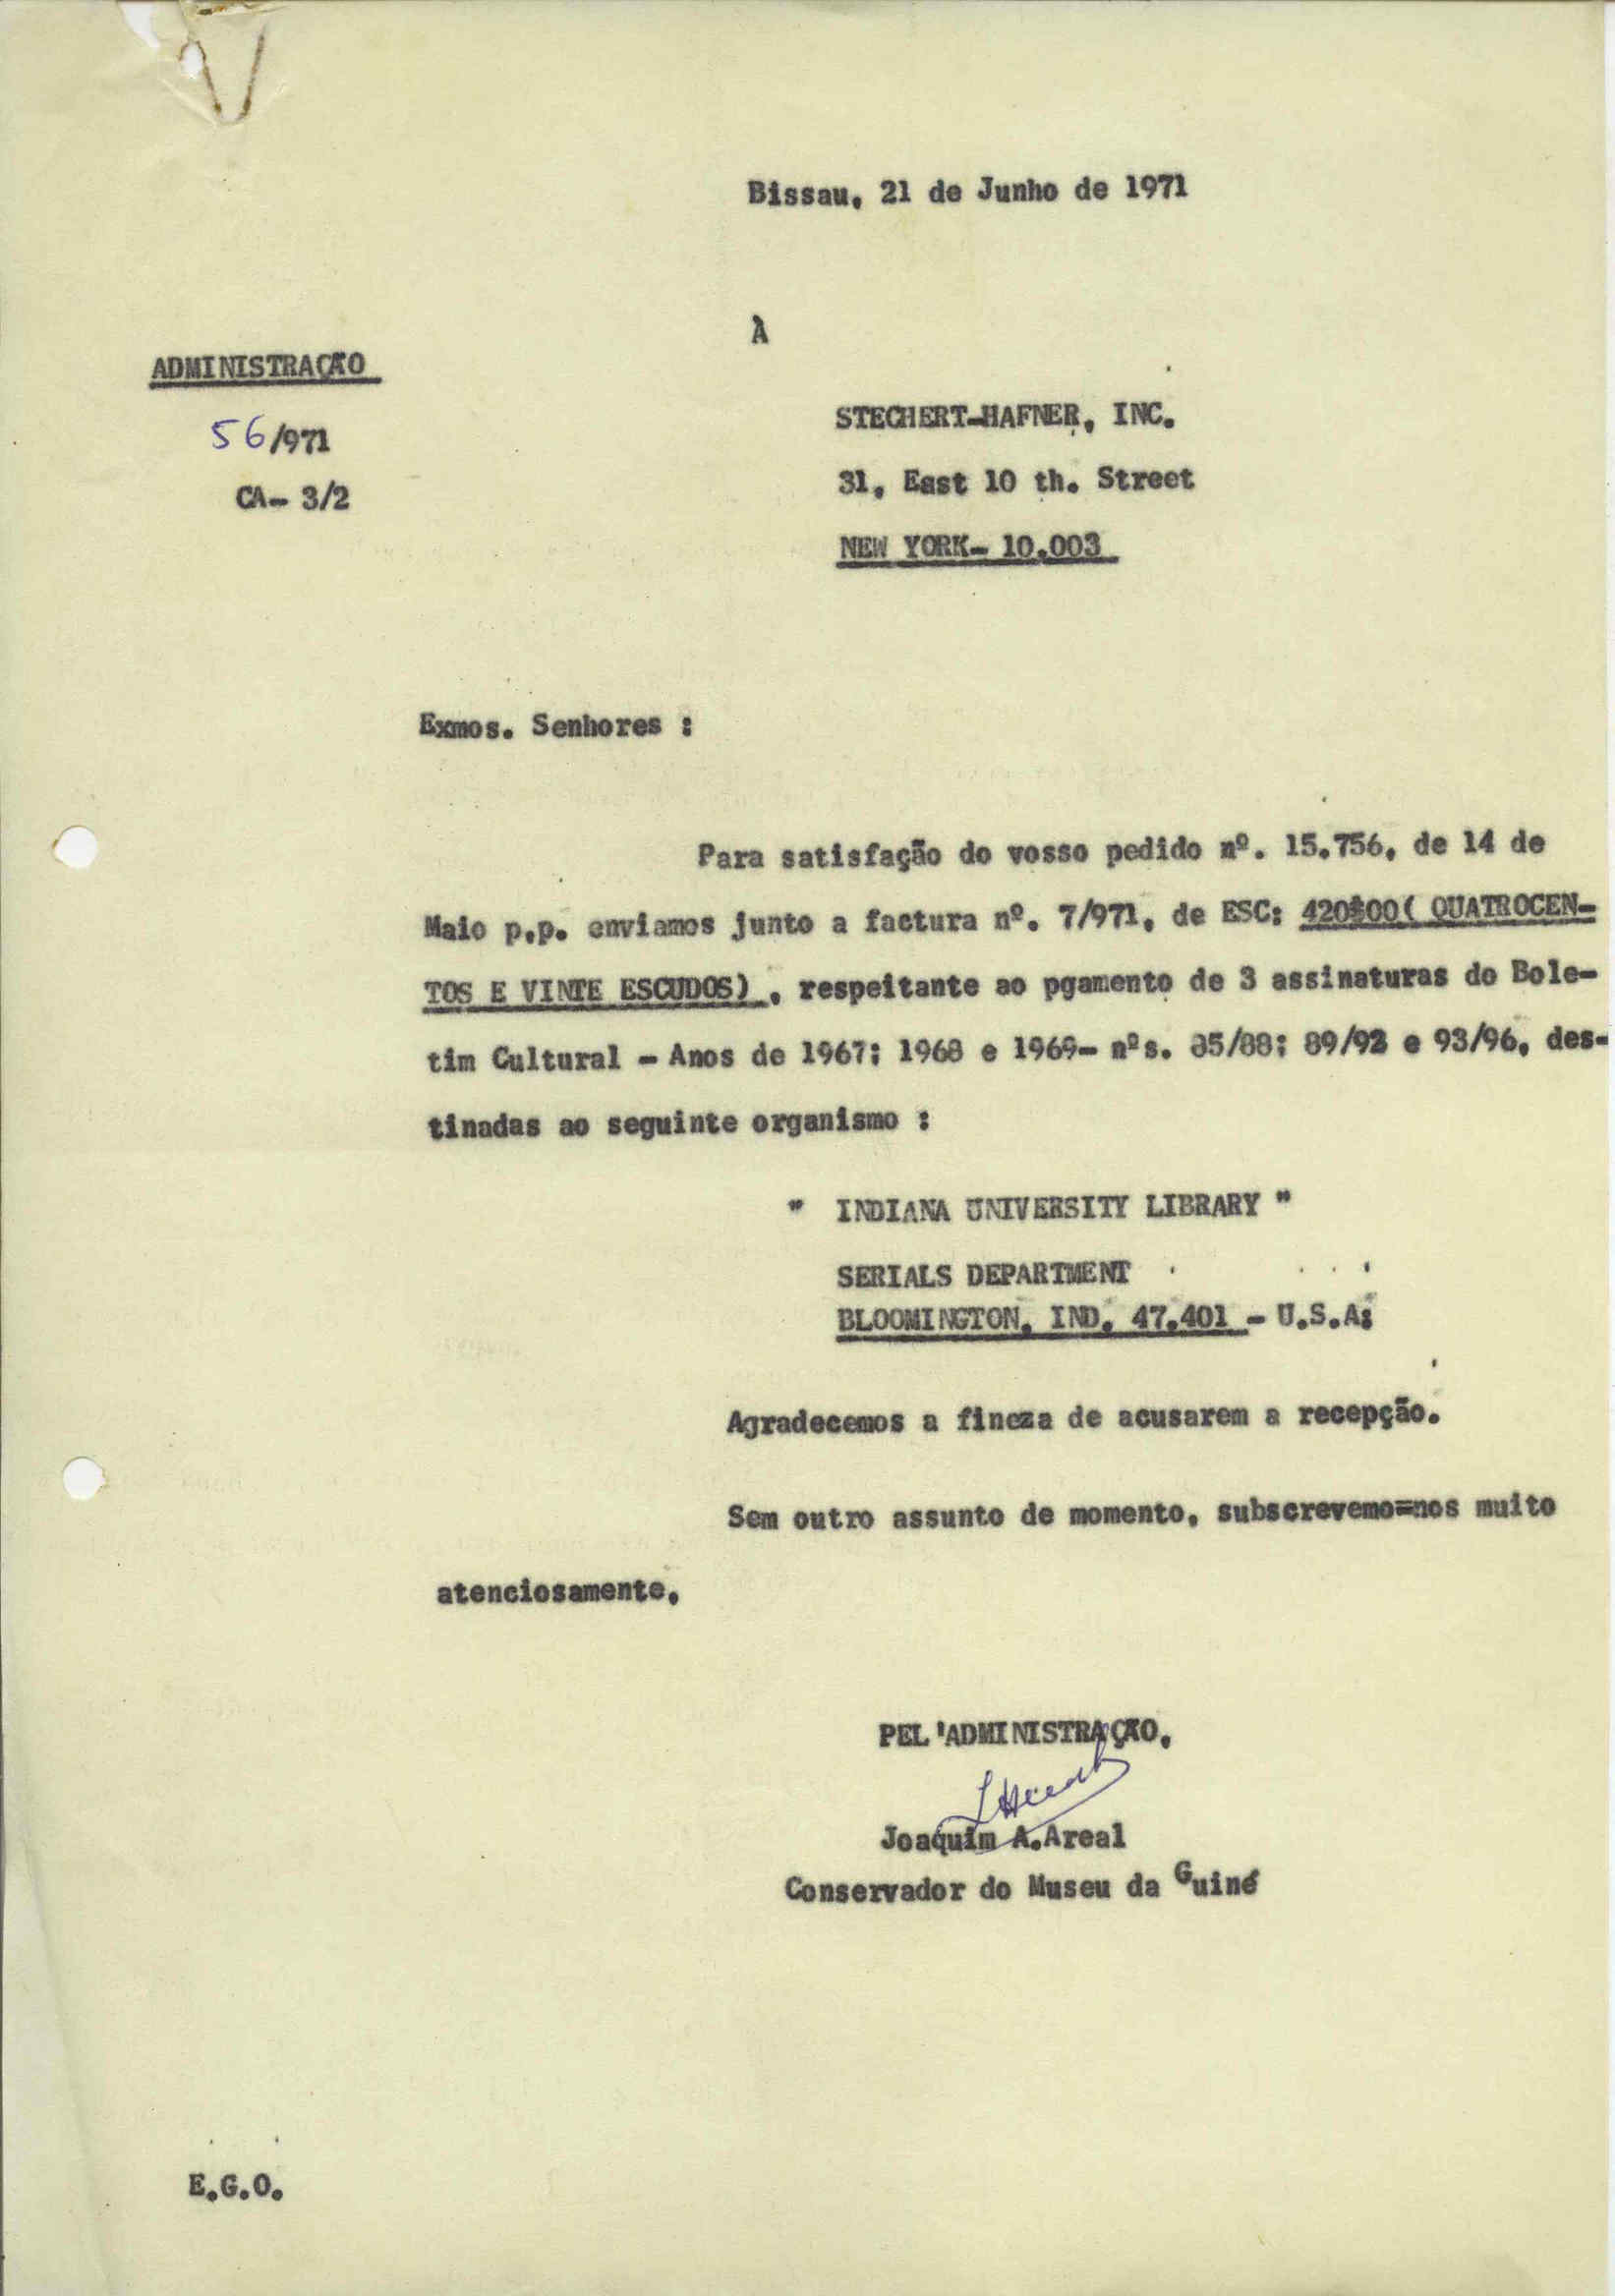 Bissau, 21 de Junho de 1971
À
ADMINISTRAÇÃO
56/971
CA- 3/2
STECHERT-HAFNER, INC.
31, East 10 th. Street
NEW YORK- 10.003
Exmos. Senhores :
Para satisfação do vosso pedido nº. 15.756, de 14 de
Maio p.p. enviamos junto a factura nº. 7/971, de ESC: 420$00( QUATROCEN-
TOS E VINTE ESCUDOS) , respeitante ao pgamento de 3 assinaturas do Bole-
tim Cultural - Anos de 1967; 1968 e 1969- nºs. 85/88; 89/92 e 93/96, des-
tinadas ao seguinte organismo :
" INDIANA UNIVERSITY LIBRARY "
SERIALS DEPARTMENT
BLOOMINGTON, IND. 47.401 - U.S.A;
Agradecemos a fineza de acusarem a recepção.
Sem outro assunto de momento, subscrevemo=nos muito
atenciosamente,
PEL'ADMINISTRAÇÃO,
Joaquim A.Areal
Conservador do Museu da Guiné
E.G.O.